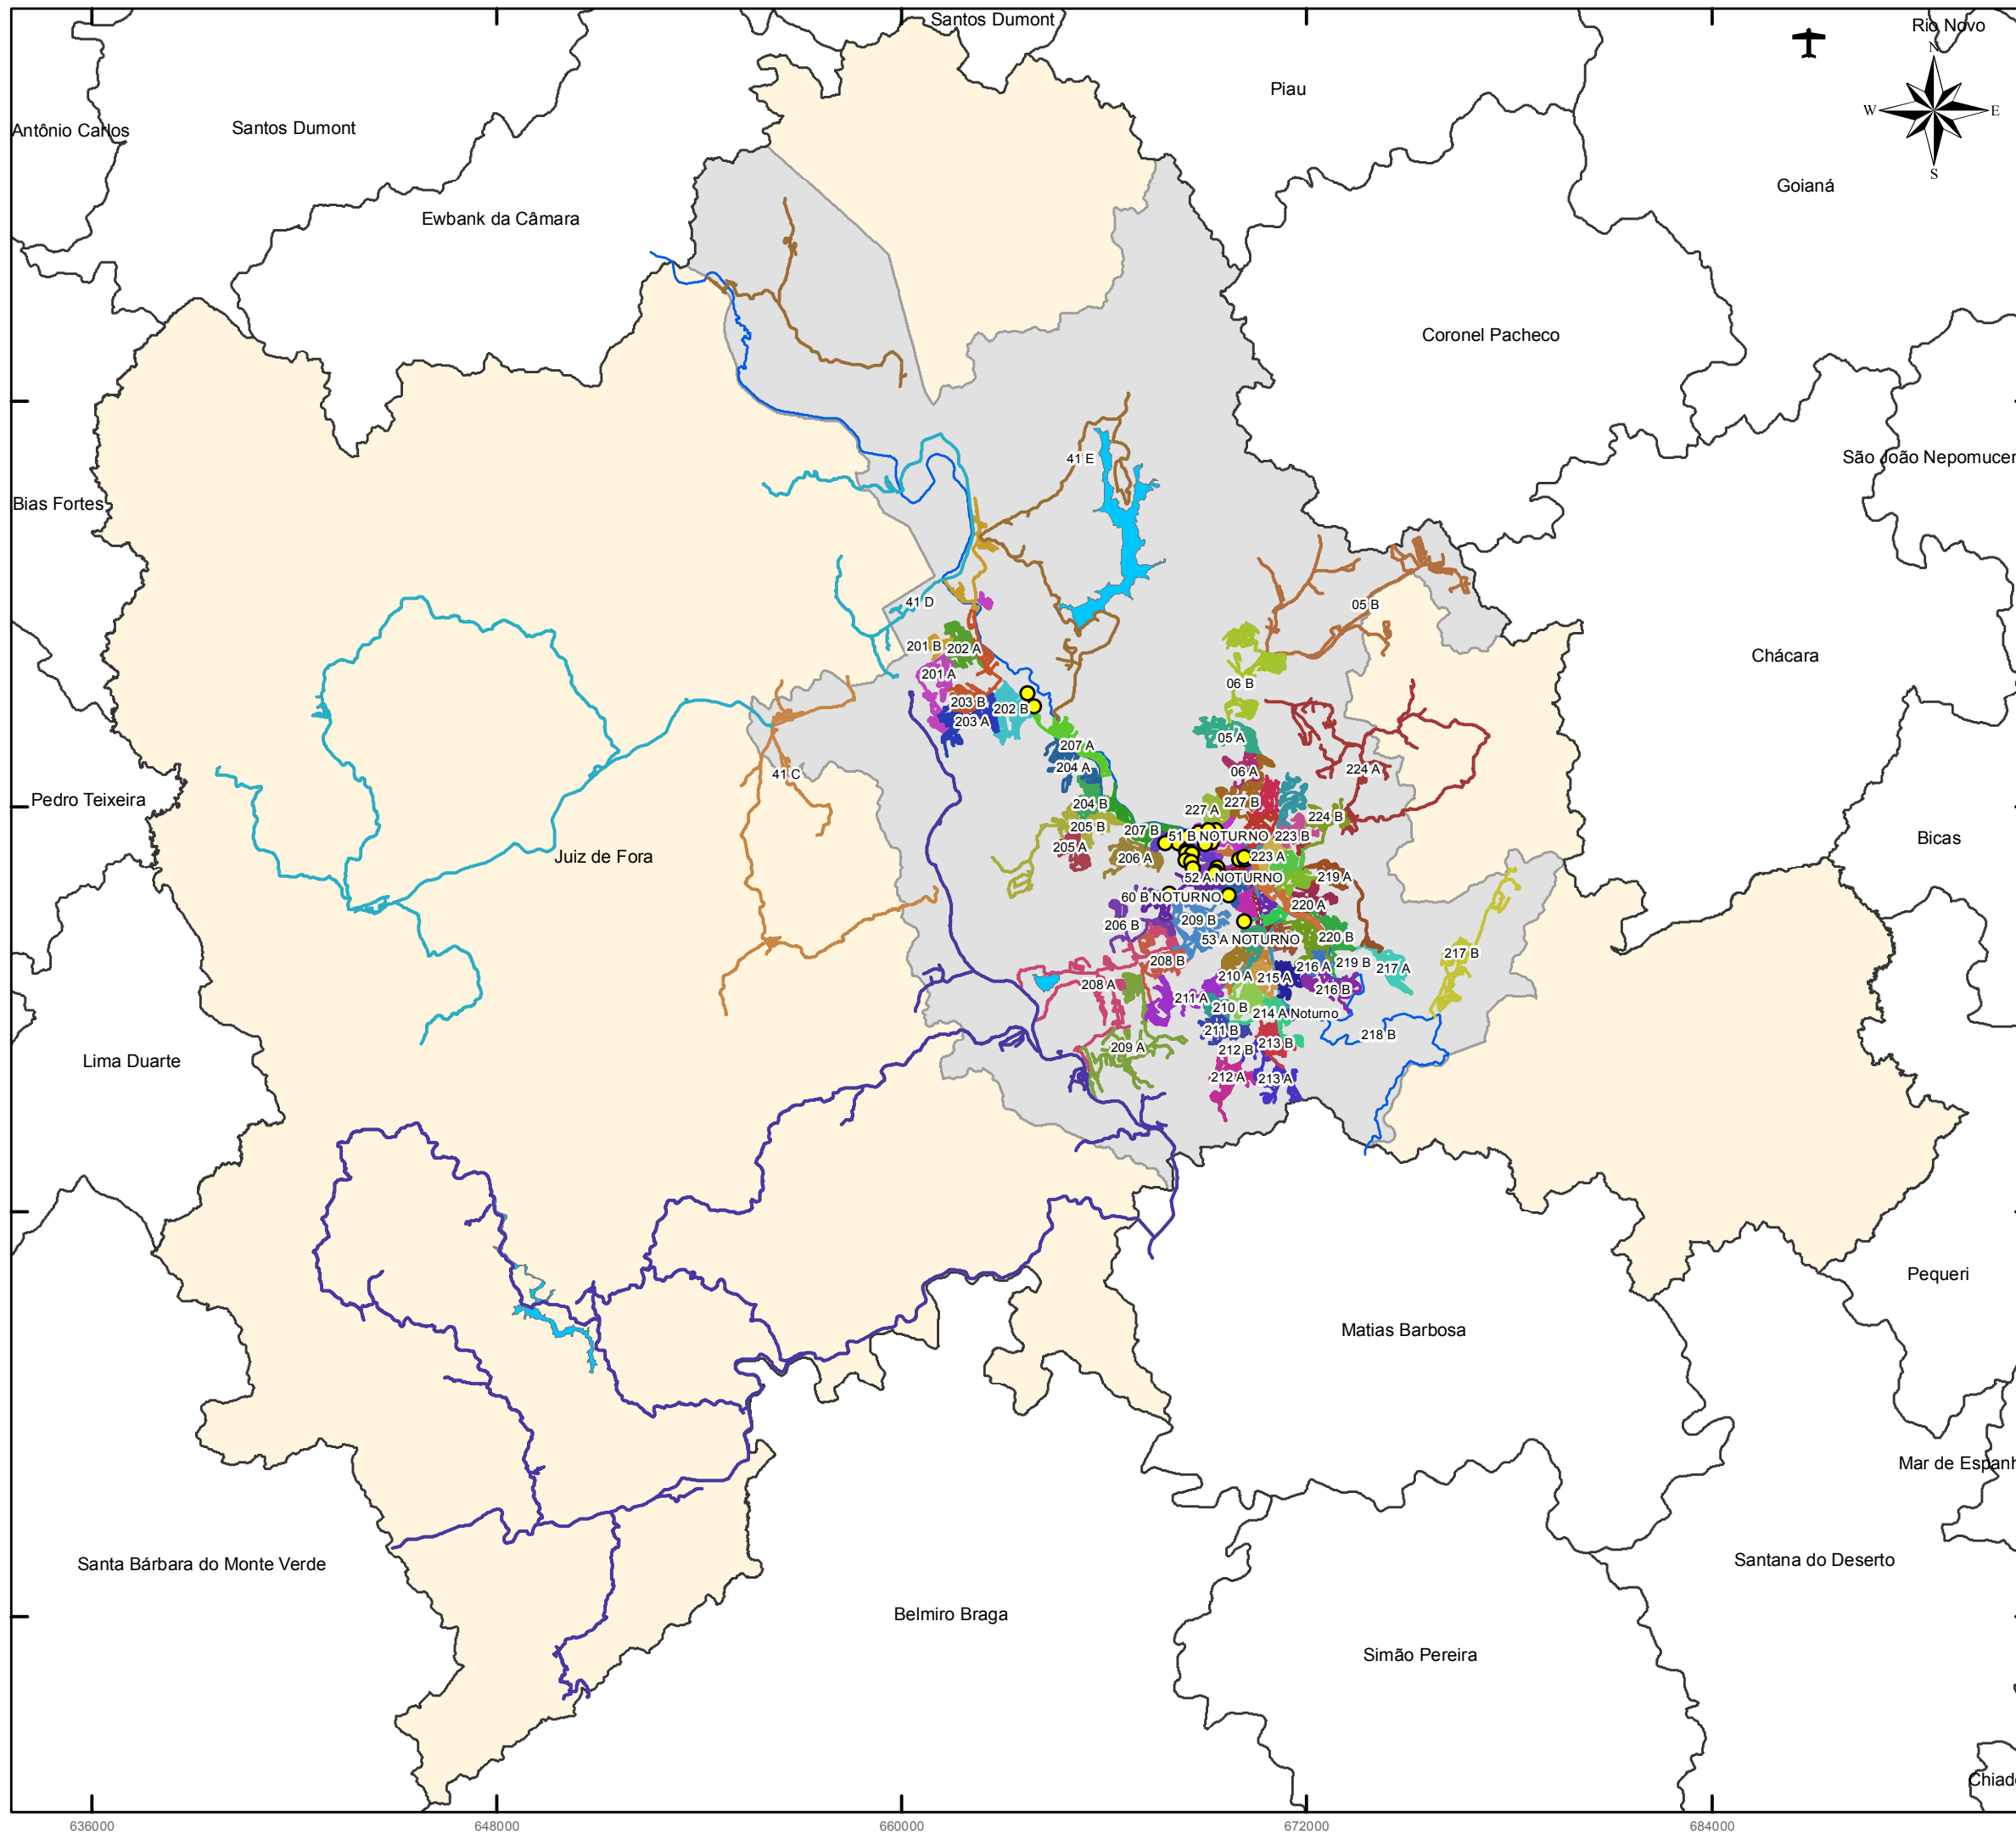 Santos Dumont
Rio Novo
N
Piau
W
E
Antônio Carlos
Santos Dumont
S
Goianá
Ewbank da Câmara
Coronel Pacheco
41 E
São João Nepomucen
Bias Fortes
41 D
05 B
201 B
202 A
Chácara
201 A
06 B
203 B
202 B
203 A
05 A
207 A
204 A
06 A
224 A
41 C
Pedro Teixeira
204 B
227 A
227 B
224 B
205 B
207 B
51 B NOTURNO
223 B
Bicas
205 A
206 A
223 A
Juiz de Fora
52 A NOTURNO
219 A
60 B NOTURNO
220 A
206 B
209 B
53 A NOTURNO
220 B
208 B
216 A
219 B
217 A
217 B
210 A
215 A
208 A
216 B
211 A
210 B
214 A Noturno
211 B
218 B
209 A
212 B
213 B
Lima Duarte
212 A
213 A
Pequeri
Matias Barbosa
Mar de Espanh
Santa Bárbara do Monte Verde
Santana do Deserto
Belmiro Braga
Simão Pereira
Chiad
636000
648000
660000
672000
684000